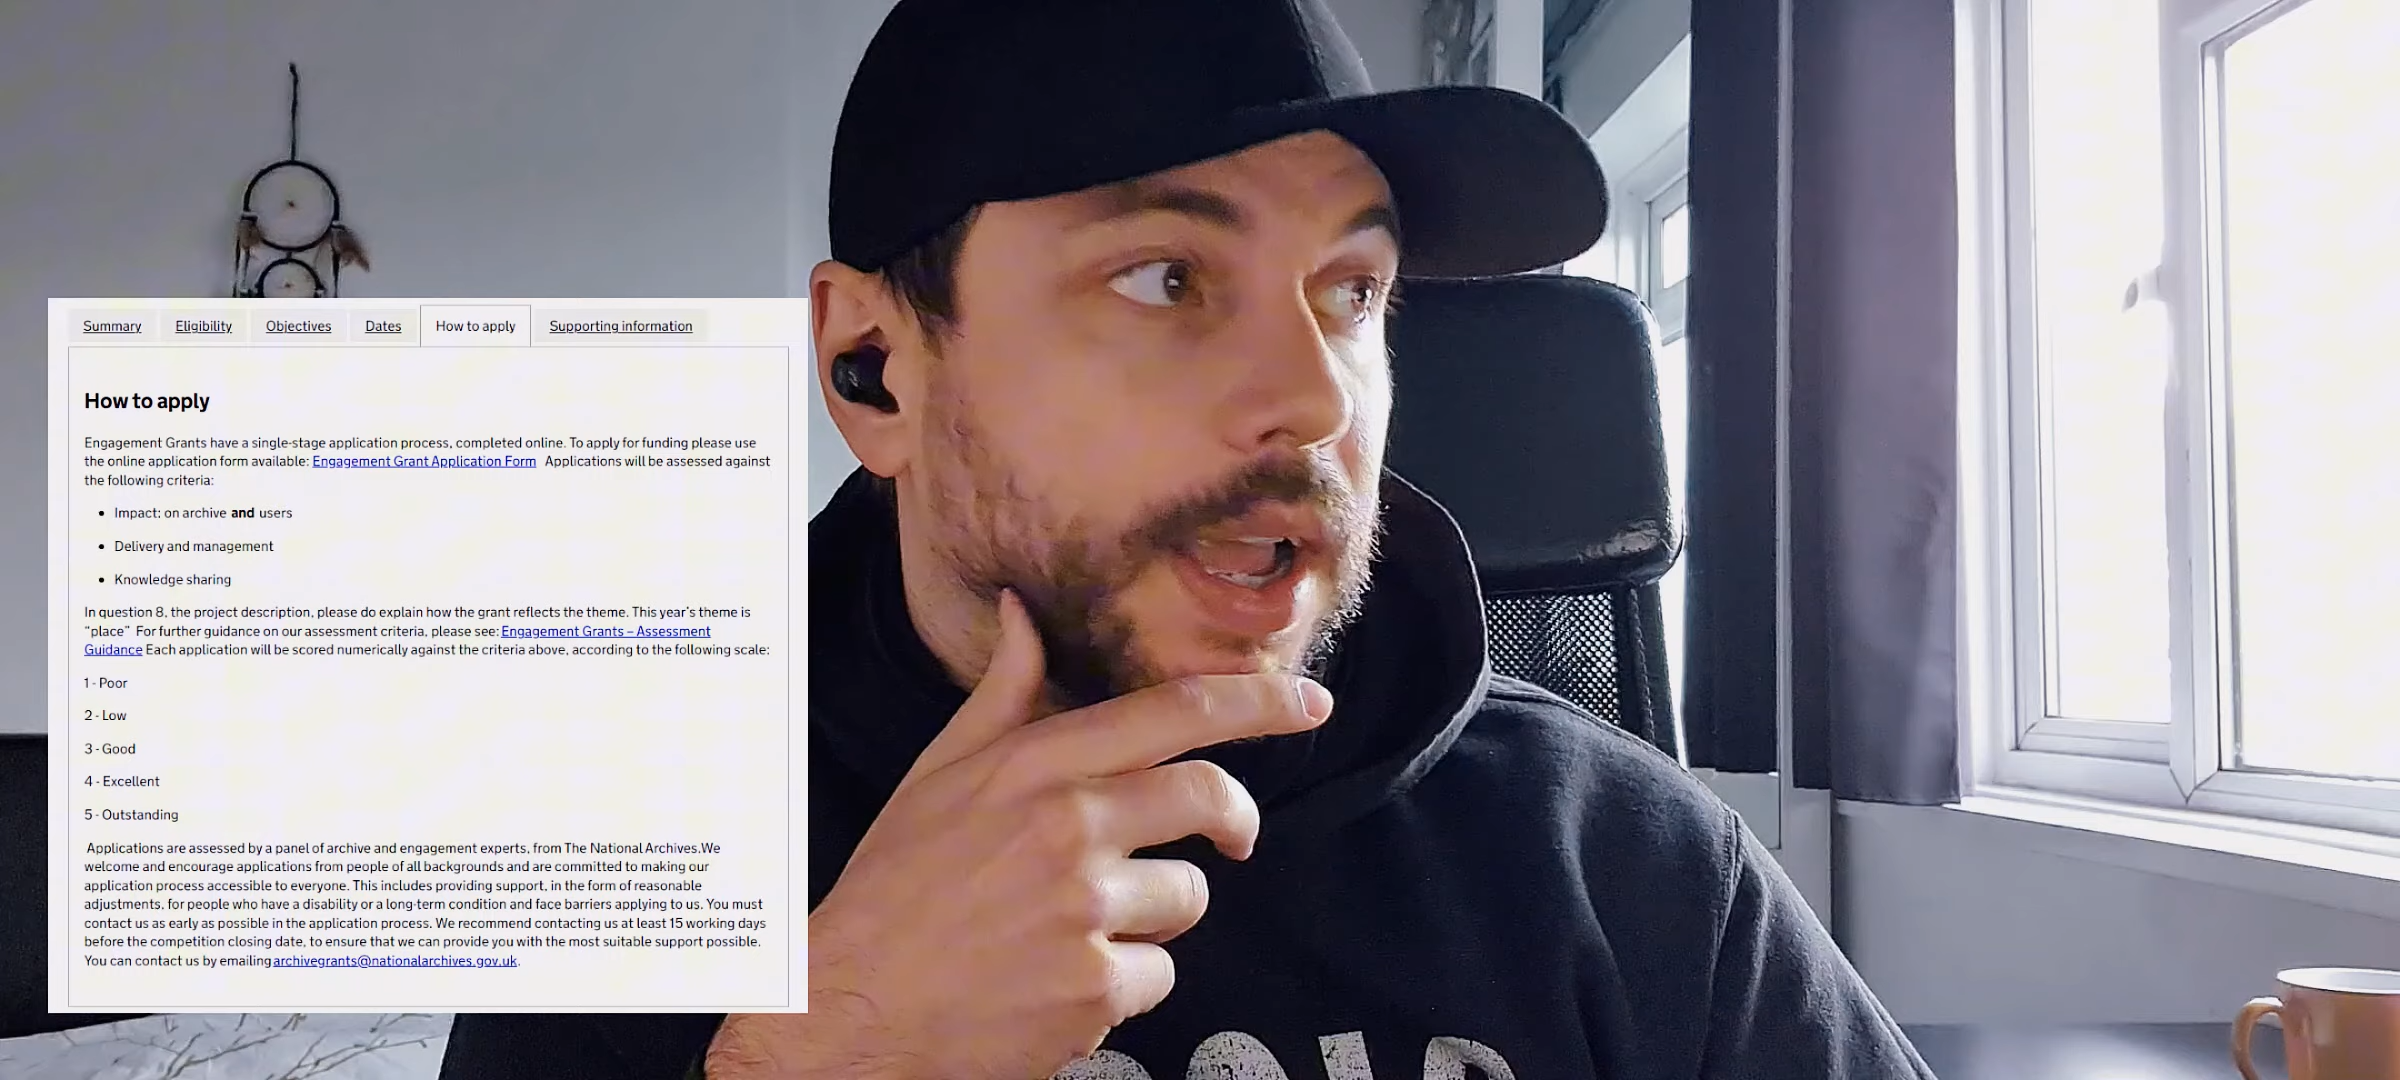 Summary Eligibility Objectives Dates How to apply Supporting information
How to apply
Engagement Grants have a single-stage application process, completed online. To apply for funding please use
the online application form available: Engagement Grant Application Form Applications will be assessed against
the following criteria:
• Impact: on archive and users
• Delivery and management
• Knowledge sharing
In question 8, the project description, please do explain how the grant reflects the theme. This year's theme is
“place” For further guidance on our assessment criteria, please see: Engagement Grants – Assessment
Guidance Each application will be scored numerically against the criteria above, according to the following scale:
1 - Poor
2 - Low
3 - Good
4 - Excellent
5 - Outstanding
Applications are assessed by a panel of archive and engagement experts, from The National Archives.We
welcome and encourage applications from people of all backgrounds and are committed to making our
application process accessible to everyone. This includes providing support, in the form of reasonable
adjustments, for people who have a disability or a long-term condition and face barriers applying to us. You must
contact us as early as possible in the application process. We recommend contacting us at least 15 working days
before the competition closing date, to ensure that we can provide you with the most suitable support possible.
You can contact us by emailing archivegrants@nationalarchives.gov.uk.